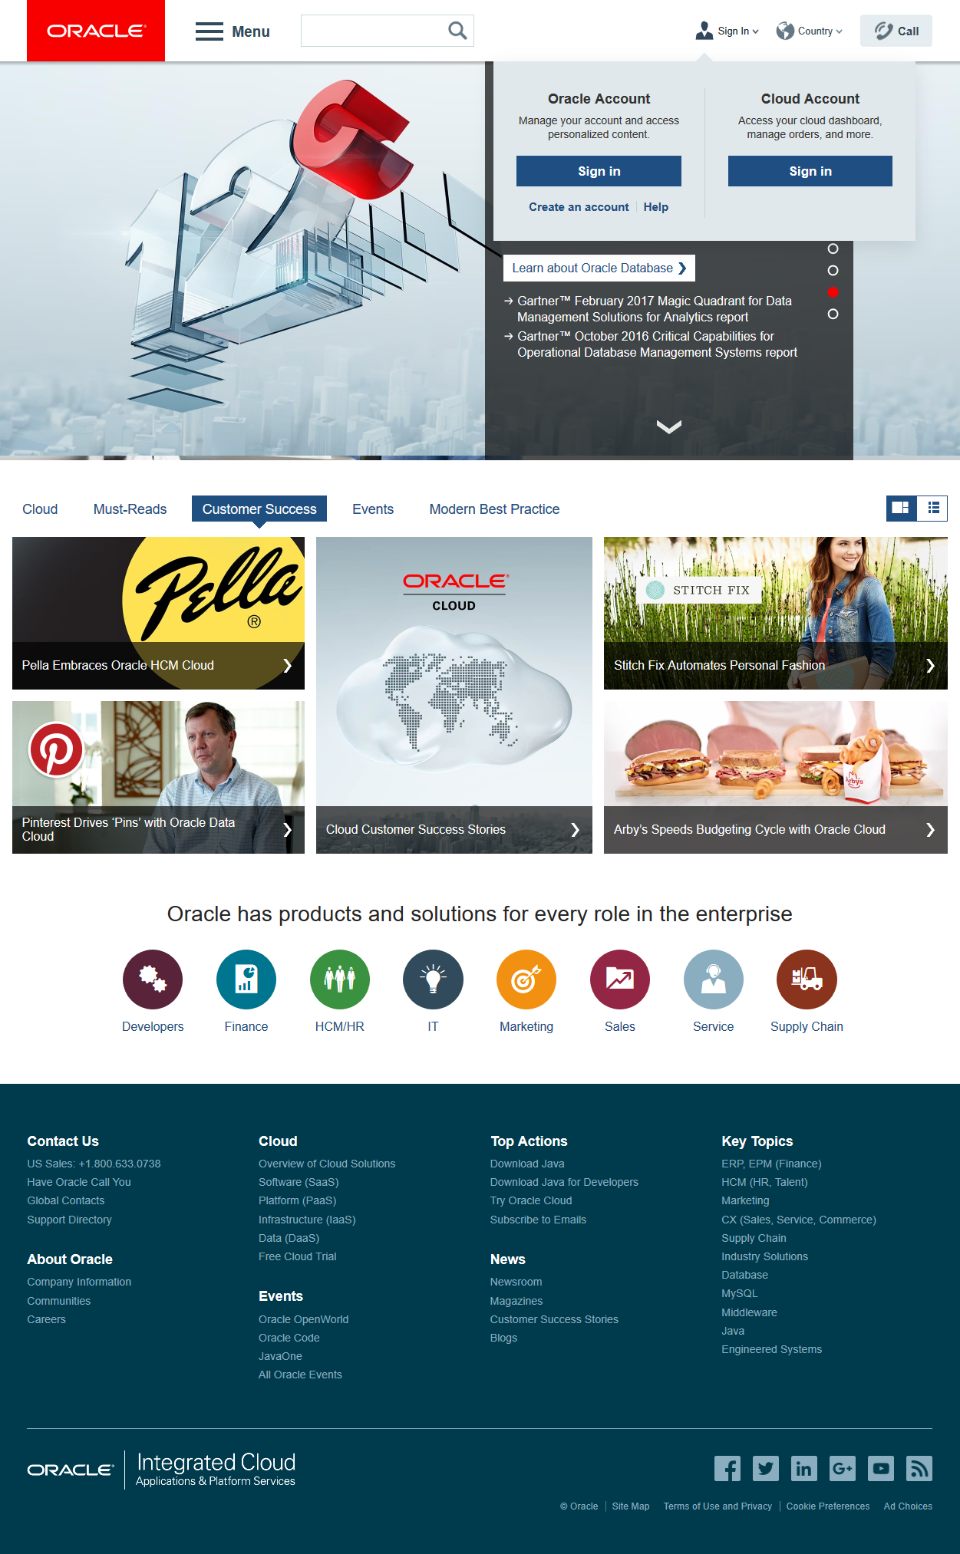 ORACLE
Menu
Sign In
Country
Call
Oracle Account
Manage your account and access
personalized content.
Sign in
Create an account
Help
Cloud Account
Access your cloud dashboard,
manage orders, and more.
Sign in
12c
Learn about Oracle Database
Gartner™ February 2017 Magic Quadrant for Data
Management Solutions for Analytics report
Gartner™ October 2016 Critical Capabilities for
Operational Database Management Systems report
Cloud
Must-Reads
Customer Success
Events
Modern Best Practice
Pella
®
Pella Embraces Oracle HCM Cloud
ORACLE®
CLOUD
Cloud Customer Success Stories
STITCH FIX
Stitch Fix Automates Personal Fashion
Pinterest Drives 'Pins' with Oracle Data
Cloud
Arby's
Arby's Speeds Budgeting Cycle with Oracle Cloud
Oracle has products and solutions for every role in the enterprise
Developers
Finance
HCM/HR
IT
Marketing
Sales
Service
Supply Chain
Contact Us
US Sales: +1.800.633.0738
Have Oracle Call You
Global Contacts
Support Directory
About Oracle
Company Information
Communities
Careers
Cloud
Overview of Cloud Solutions
Software (SaaS)
Platform (PaaS)
Infrastructure (IaaS)
Data (DaaS)
Free Cloud Trial
Events
Oracle OpenWorld
Oracle Code
JavaOne
All Oracle Events
Top Actions
Download Java
Download Java for Developers
Try Oracle Cloud
Subscribe to Emails
News
Newsroom
Magazines
Customer Success Stories
Blogs
Key Topics
ERP, EPM (Finance)
HCM (HR, Talent)
Marketing
CX (Sales, Service, Commerce)
Supply Chain
Industry Solutions
Database
MySQL
Middleware
Java
Engineered Systems
ORACLE®
Integrated Cloud
Applications & Platform Services
© Oracle
Site Map
Terms of Use and Privacy
Cookie Preferences
Ad Choices